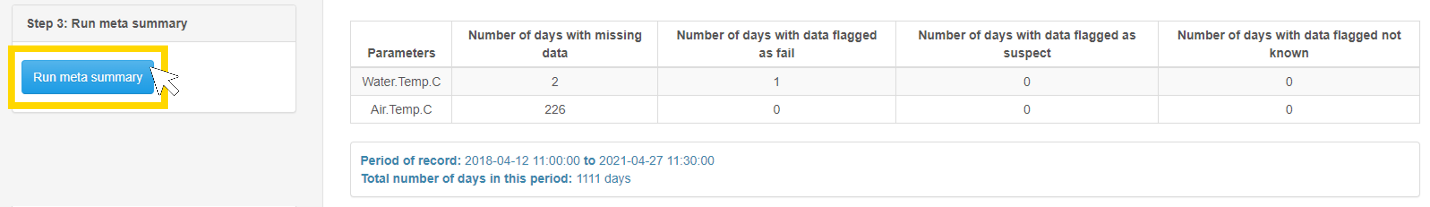 Step 3: Run meta summary
Run meta summary
Parameters Number of days with missing data Number of days with data flagged as fail Number of days with data flagged as suspect Number of days with data flagged not known
Water.Temp.C 2 1 0 0
Air.Temp.C 226 0 0 0
Period of record: 2018-04-12 11:00:00 to 2021-04-27 11:30:00
Total number of days in this period: 1111 days